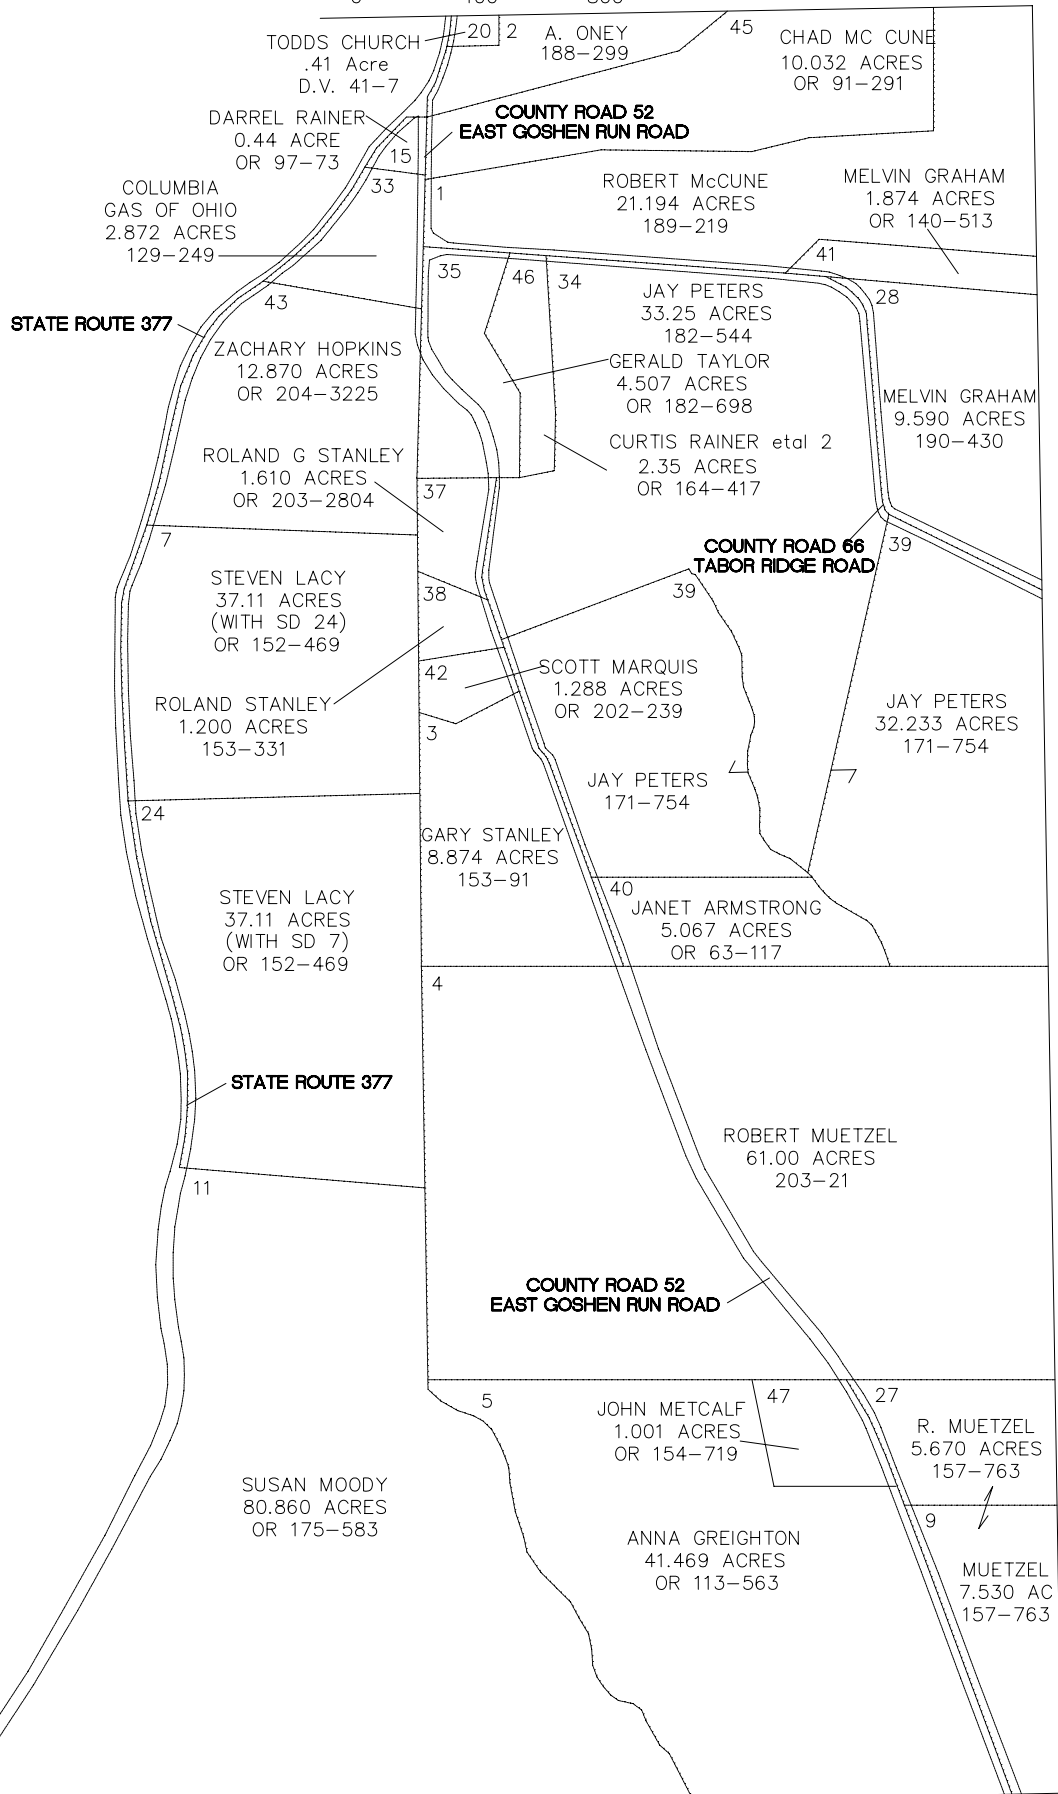 20
2
A. ONEY
188-299
45
CHAD MC CUNE
10.032 ACRES
OR 91-291
TODDS CHURCH
.41 Acre
D.V. 41-7
DARREL RAINER
0.44 ACRE
OR 97-73
15
COUNTY ROAD 52
EAST GOSHEN RUN ROAD
33
1
COLUMBIA
GAS OF OHIO
2.872 ACRES
129-249
ROBERT McCUNE
21.194 ACRES
189-219
MELVIN GRAHAM
1.874 ACRES
OR 140-513
35
46
34
41
28
43
STATE ROUTE 377
JAY PETERS
33.25 ACRES
182-544
ZACHARY HOPKINS
12.870 ACRES
OR 204-3225
GERALD TAYLOR
4.507 ACRES
OR 182-698
MELVIN GRAHAM
9.590 ACRES
190-430
CURTIS RAINER etal 2
2.35 ACRES
OR 164-417
ROLAND G STANLEY
1.610 ACRES
OR 203-2804
37
7
COUNTY ROAD 66
TABOR RIDGE ROAD
39
STEVEN LACY
37.11 ACRES
(WITH SD 24)
OR 152-469
38
39
42
SCOTT MARQUIS
1.288 ACRES
OR 202-239
ROLAND STANLEY
1.200 ACRES
153-331
3
JAY PETERS
32.233 ACRES
171-754
JAY PETERS
171-754
24
GARY STANLEY
8.874 ACRES
153-91
40
JANET ARMSTRONG
5.067 ACRES
OR 63-117
STEVEN LACY
37.11 ACRES
(WITH SD 7)
OR 152-469
4
STATE ROUTE 377
ROBERT MUETZEL
61.00 ACRES
203-21
11
COUNTY ROAD 52
EAST GOSHEN RUN ROAD
5
47
27
JOHN METCALF
1.001 ACRES
OR 154-719
R. MUETZEL
5.670 ACRES
157-763
SUSAN MOODY
80.860 ACRES
OR 175-583
9
ANNA GREIGHTON
41.469 ACRES
OR 113-563
MUETZEL
7.530 AC
157-763